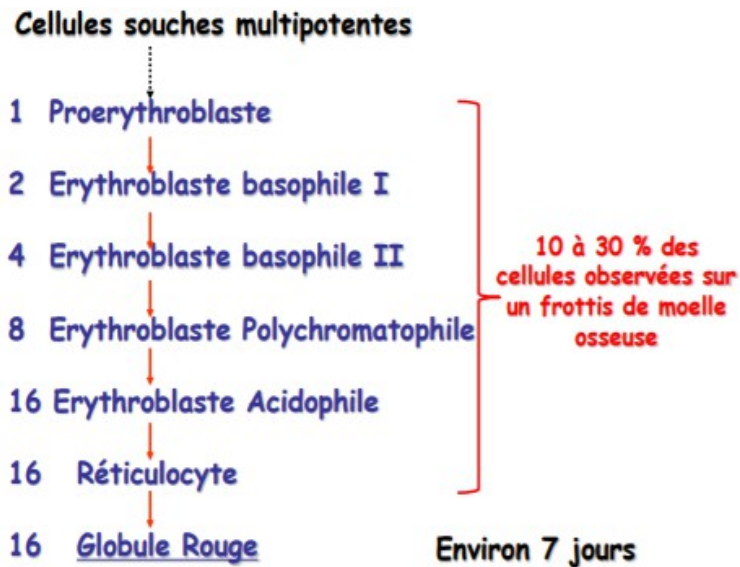 Cellules souches multipotentes
1 Proerythroblaste
2 Erythroblaste basophile I
4 Erythroblaste basophile II
8 Erythroblaste Polychromatophile
16 Erythroblaste Acidophile
16 Réticulocyte
16 Globule Rouge
10 à 30 % des
cellules observées sur
un frottis de moelle
osseuse
Environ 7 jours